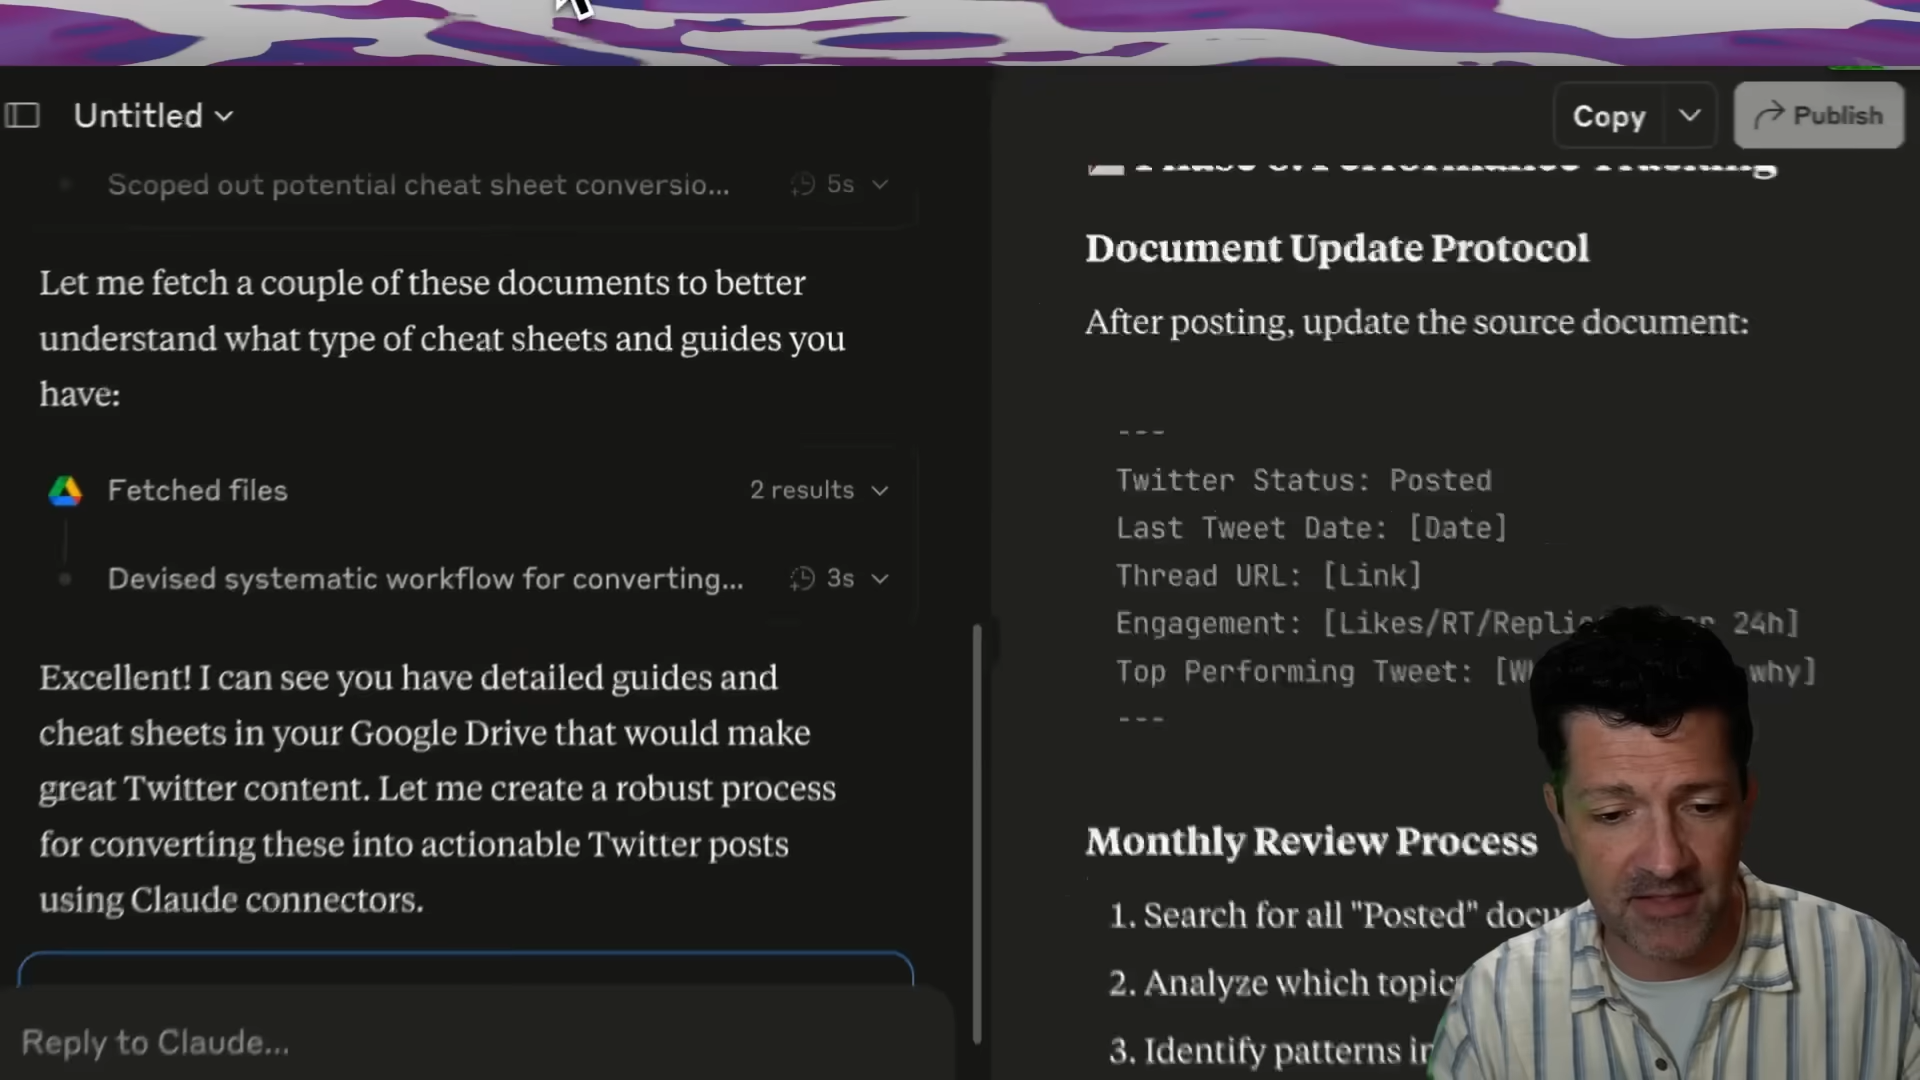 Untitled
Copy
Publish
Scoped out potential cheat sheet conversio...
5s
Let me fetch a couple of these documents to better
understand what type of cheat sheets and guides you
have:
Fetched files
2 results
Devised systematic workflow for converting...
3s
Excellent! I can see you have detailed guides and
cheat sheets in your Google Drive that would make
great Twitter content. Let me create a robust process
for converting these into actionable Twitter posts
using Claude connectors.
Reply to Claude...
Performance Tracking
Document Update Protocol
After posting, update the source document:
---
Twitter Status: Posted
Last Tweet Date: [Date]
Thread URL: [Link]
Engagement: [Likes/RT/Replic 24h]
Top Performing Tweet: why]
---
Monthly Review Process
1. Search for all "Posted"
2. Analyze which topic
3. Identify patterns in